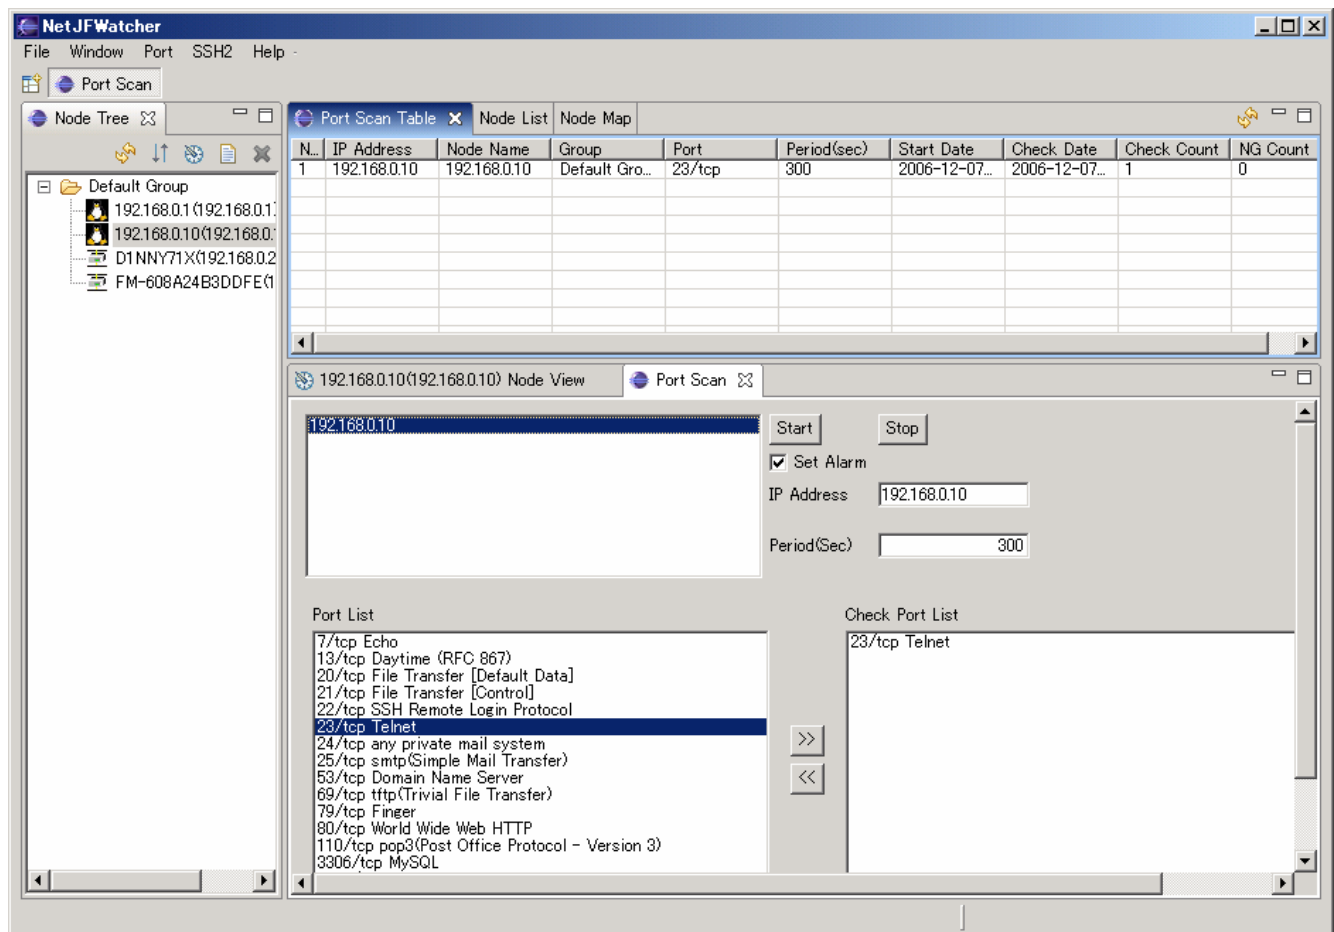 NetJFWatcher
File Window Port SSH2 Help
Port Scan
Node Tree
Default Group
192.168.0.1(192.168.0.1)
192.168.0.10(192.168.0.
D1NNY71X(192.168.0.2
FM-608A24B3DDFE(1
Port Scan Table Node List Node Map
N... IP Address Node Name Group Port Period(sec) Start Date Check Date Check Count NG Count
1 192.168.0.10 192.168.0.10 Default Gro... 23/tcp 300 2006-12-07... 2006-12-07... 1 0
192.168.0.10(192.168.0.10) Node View Port Scan
192.168.0.10
Start Stop
Set Alarm
IP Address 192.168.0.10
Period(Sec) 300
Port List
7/tcp Echo
13/tcp Daytime (RFC 867)
20/tcp File Transfer [Default Data]
21/tcp File Transfer [Control]
22/tcp SSH Remote Login Protocol
23/tcp Telnet
24/tcp any private mail system
25/tcp smtp(Simple Mail Transfer)
53/tcp Domain Name Server
69/tcp tftp(Trivial File Transfer)
79/tcp Finger
80/tcp World Wide Web HTTP
110/tcp pop3(Post Office Protocol - Version 3)
3306/tcp MySQL
>>
<<
Check Port List
23/tcp Telnet